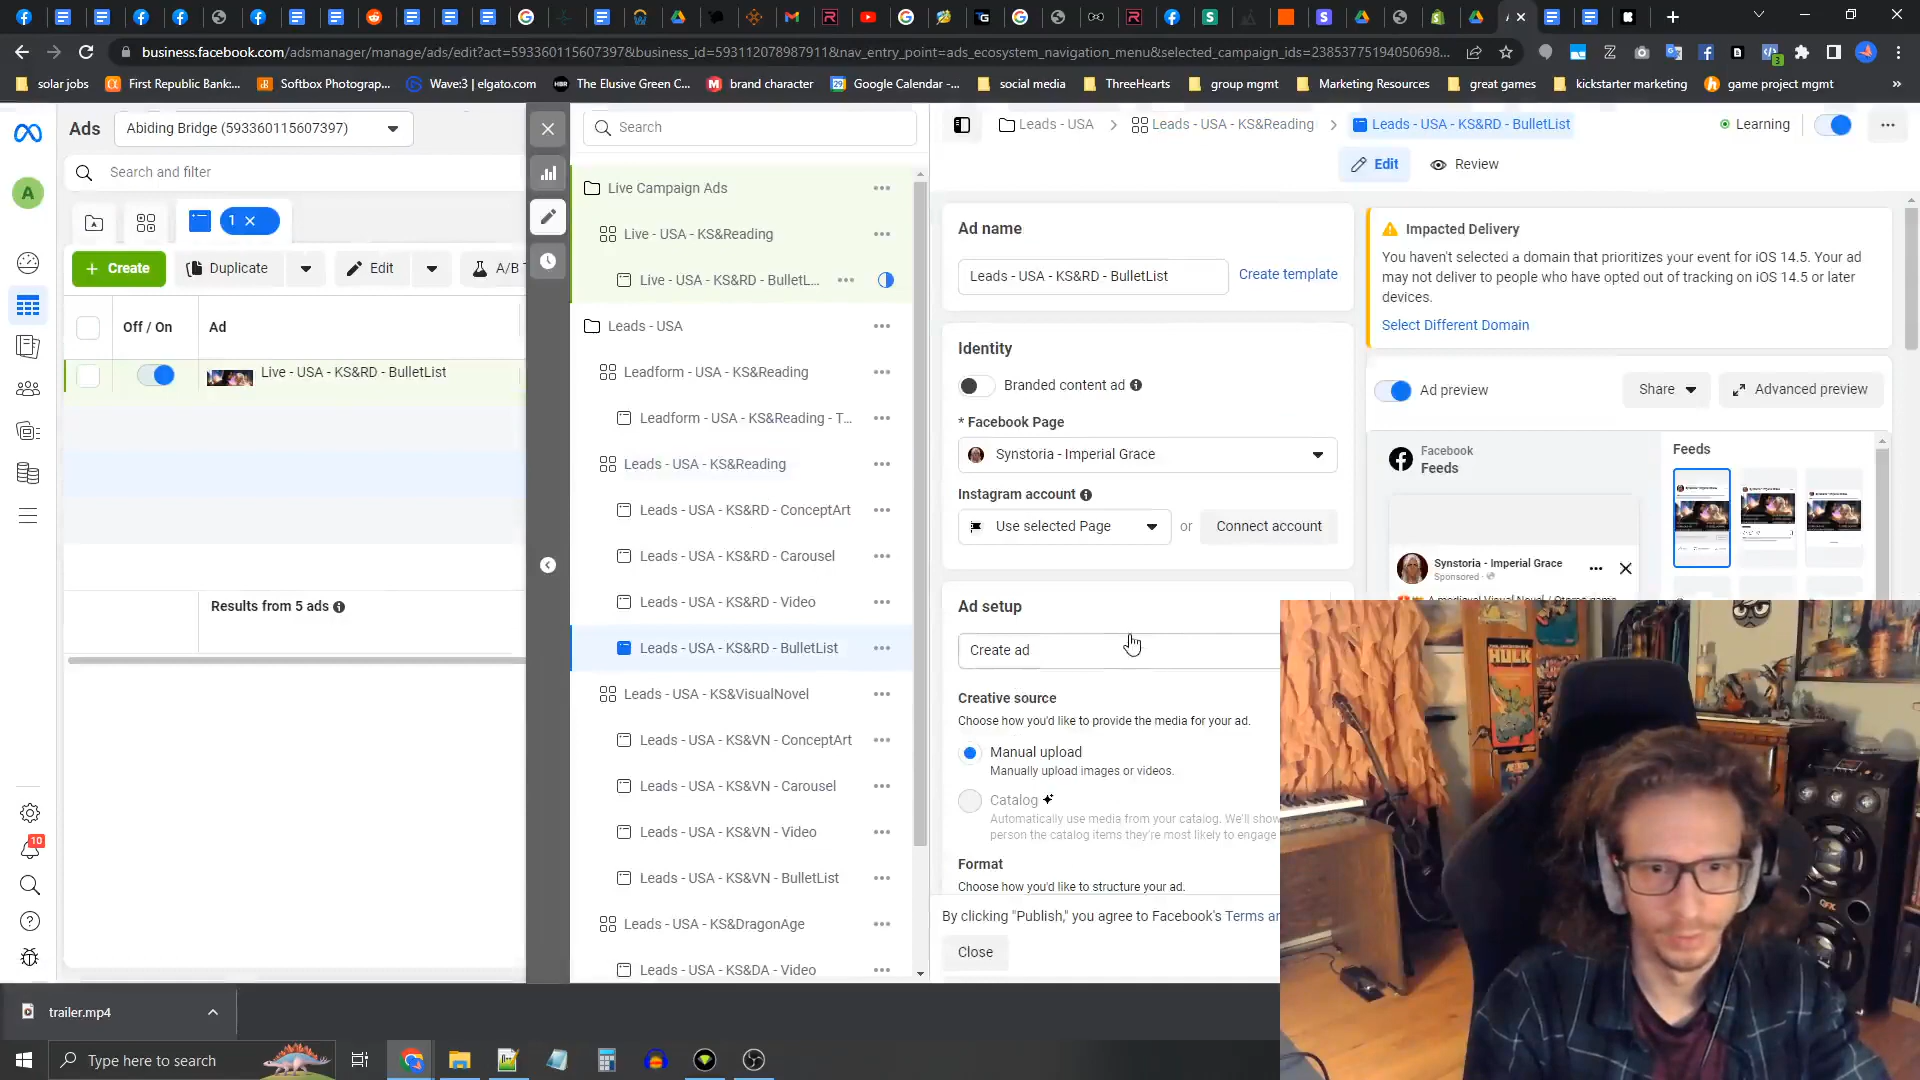 business.facebook.com/adsmanager/manage/ads/edit?act=593360115607397&business_id=593112078987911&nav_entry_point=ads_ecosystem_navigation_menu&selected_campaign_ids=23853775194050698...
solar jobs
First Republic Bank:...
Softbox Photograp...
Wave:3 | elgato.com
The Elusive Green C...
brand character
Google Calendar -...
social media
ThreeHearts
group mgmt
Marketing Resources
great games
kickstarter marketing
game project mgmt
»
Ads
Abiding Bridge (593360115607397)
Search and filter
1 ×
+ Create
Duplicate
Edit
A/B T
Off / On
Ad
Live - USA - KS&RD - BulletList
Results from 5 ads
A
10
Search
Live Campaign Ads
Live - USA - KS&Reading
Live - USA - KS&RD - BulletL...
Leads - USA
Leadform - USA - KS&Reading
Leadform - USA - KS&Reading - T...
Leads - USA - KS&Reading
Leads - USA - KS&RD - ConceptArt
Leads - USA - KS&RD - Carousel
Leads - USA - KS&RD - Video
Leads - USA - KS&RD - BulletList
Leads - USA - KS&VisualNovel
Leads - USA - KS&VN - ConceptArt
Leads - USA - KS&VN - Carousel
Leads - USA - KS&VN - Video
Leads - USA - KS&VN - BulletList
Leads - USA - KS&DragonAge
Leads - USA - KS&DA - Video
Leads - USA > Leads - USA - KS&Reading > Leads - USA - KS&RD - BulletList
Learning
Edit
Review
Ad name
Leads - USA - KS&RD - BulletList
Create template
Identity
Branded content ad
* Facebook Page
Synstoria - Imperial Grace
Instagram account
Use selected Page
or
Connect account
Ad setup
Create ad
Creative source
Choose how you'd like to provide the media for your ad.
Manual upload
Manually upload images or videos.
Catalog
Automatically use media from your catalog. We'll show
person the catalog items they're most likely to engage
Format
Choose how you'd like to structure your ad.
By clicking "Publish," you agree to Facebook's Terms an
Close
Impacted Delivery
You haven't selected a domain that prioritizes your event for iOS 14.5. Your ad
may not deliver to people who have opted out of tracking on iOS 14.5 or later
devices.
Select Different Domain
Ad preview
Share
Advanced preview
Facebook
Feeds
Feeds
Synstoria - Imperial Grace
Sponsored
A medieval Visual Novel / Otome game
HULK
trailer.mp4
Type here to search